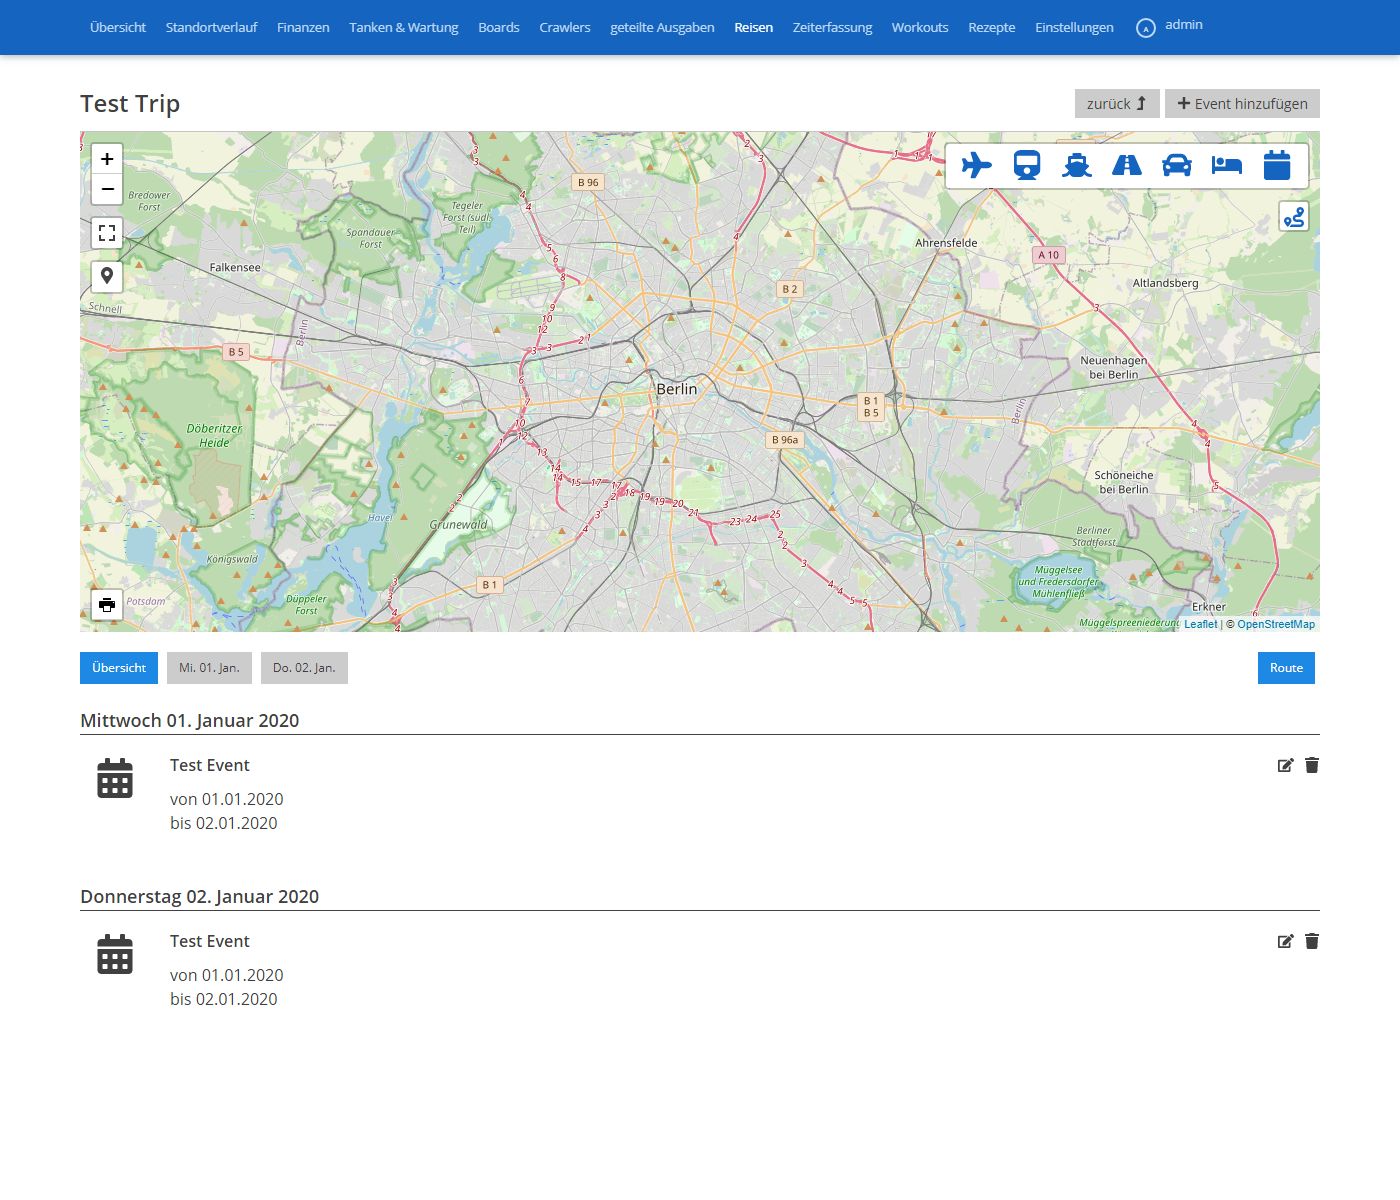 Übersicht Standortverlauf Finanzen Tanken & Wartung Boards Crawlers geteilte Ausgaben Reisen Zeiterfassung Workouts Rezepte Einstellungen A admin
Test Trip
zurück Event hinzufügen
+
−
Bredower
Forst
Spandauer
Forst
Tegeler
Forst (südl.
Teil)
B 96
Ahrensfelde
A 10
Falkensee
B 2
Altlandsberg
Schnell
Berlin
B 5
Neuenhagen
bei Berlin
Berlin
B 1
B 5
Berlin
Döberitzer
Heide
B 96a
Schöneiche
bei Berlin
Havel
Grunewald
Berliner
Stadtforst
Königswald
Müggelsee
und Fredersdorfer
Mühlenfließ
B 1
Potsdam
Düppeler
Forst
Erkner
Müggelspreeniederung
Leaflet | © OpenStreetMap
Übersicht Mi. 01. Jan. Do. 02. Jan. Route
Mittwoch 01. Januar 2020
Test Event
von 01.01.2020
bis 02.01.2020
Donnerstag 02. Januar 2020
Test Event
von 01.01.2020
bis 02.01.2020